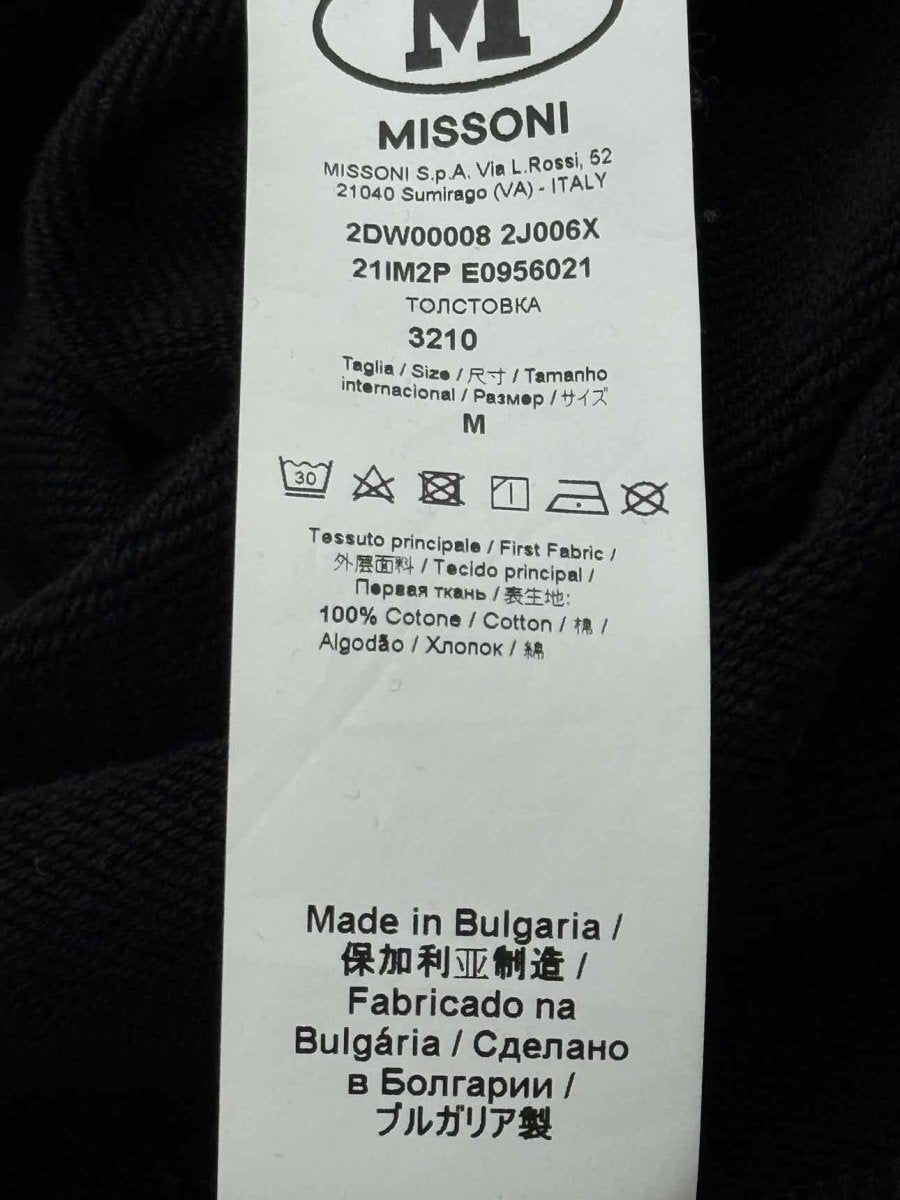 M
MISSONI
MISSONI S.p.A. Via L.Rossi, 52
21040 Sumirago (VA) - ITALY
2DW00008 2J006X
21IM2P E0956021
ТОЛСТОВКА
3210
Taglia / Size / 尺寸 / Tamanho
internacional / Размер / サイズ
M
30
Tessuto principale / First Fabric /
外层面料 / Tecido principal /
Первая ткань / 表生地:
100% Cotone / Cotton / 棉 /
Algodão / Хлопок / 綿
Made in Bulgaria /
保加利亚制造 /
Fabricado na
Bulgária / Сделано
в Болгарии /
ブルガリア製